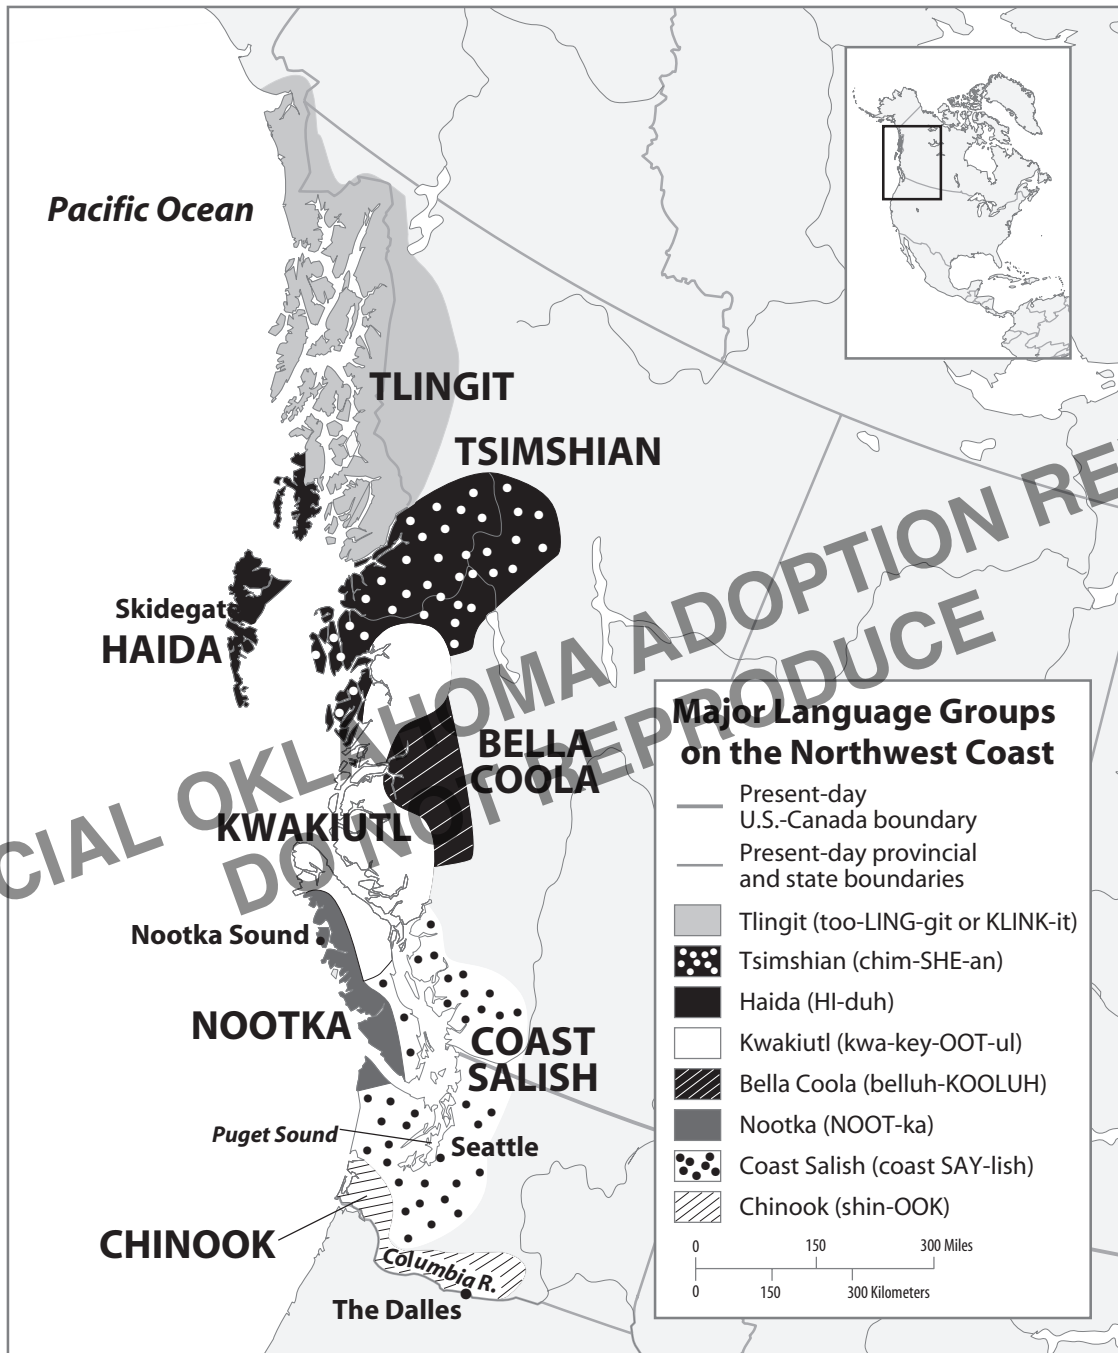 Pacific Ocean
TLINGIT
TSIMSHIAN
Skidegat
HAIDA
BELLA
COOLA
KWAKIUTL
Nootka Sound
NOOTKA
COAST
SALISH
Puget Sound
Seattle
CHINOOK
Columbia R.
The Dalles
Major Language Groups
on the Northwest Coast
Present-day
U.S.-Canada boundary
Present-day provincial
and state boundaries
Tlingit (too-LING-git or KLINK-it)
Tsimshian (chim-SHE-an)
Haida (HI-duh)
Kwakiutl (kwa-key-OOT-ul)
Bella Coola (belluh-KOOLUH)
Nootka (NOOT-ka)
Coast Salish (coast SAY-lish)
Chinook (shin-OOK)
0 150 300 Miles
0 150 300 Kilometers
CIAL OKLAHOMA ADOPTION RE
DO NOT REPRODUCE